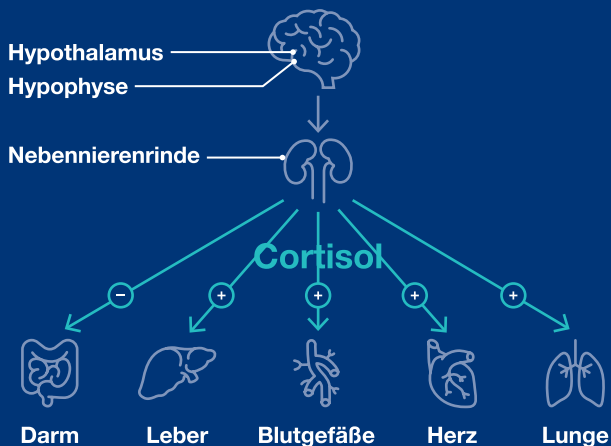 Hypothalamus
Hypophyse
Nebennierenrinde
Cortisol
− + + + +
Darm Leber Blutgefäße Herz Lunge